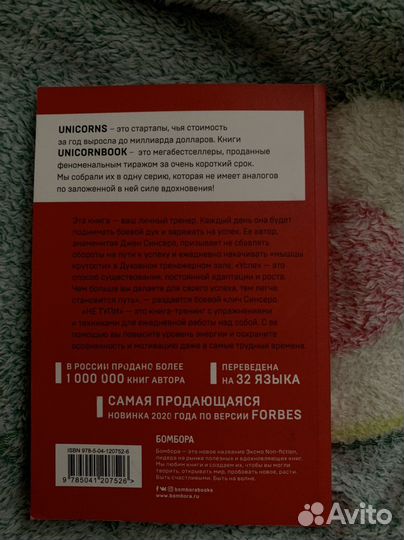 UNICORNS – это стартапы, чья стоимость
за год выросла до миллиарда долларов. Книги
UNICORNBOOK – это мегабестселлеры, проданные
феноменальным тиражом за очень короткий срок.
Мы собрали их в одну серию, которая не имеет аналогов
по заложенной в ней силе вдохновения!
Эта книга — ваш личный тренер. Каждый день она будет
поднимать боевой дух и заряжать на успех. Ее автор,
знаменитая Джен Синсеро, призывает не сбавлять
обороты на пути к успеху и ежедневно накачивать «мышцы
крутости» в Духовном тренажерном зале. «Успех — это
способ существования: постоянной адаптации и роста.
Чем больше вы делаете для своего успеха, тем легче
становится путь», — раздается боевой клич Синсеро.
«НЕ ТУПИ» — это книга-тренинг с упражнениями
и техниками для ежедневной работы над собой. С ее
помощью вы повысите уровень энергии и сохраните
осознанность и мотивацию даже в самые трудные времена.
В РОССИИ ПРОДАНО БОЛЕЕ
1 000 000 КНИГ АВТОРА
ПЕРЕВЕДЕНА
НА 32 ЯЗЫКА
САМАЯ ПРОДАЮЩАЯСЯ
НОВИНКА 2020 ГОДА ПО ВЕРСИИ FORBES
ISBN 978-5-04-120752-6
9 785041 207526 >
БОМБОРА
Бомбора — это новое название Эксмо Non-fiction,
лидера на рынке полезных и вдохновляющих книг.
Мы любим книги и создаем их, чтобы вы могли
творить, открывать мир, пробовать новое, расти.
Быть счастливыми. Быть на волне.
bomborabooks
www.bombora.ru
Avito